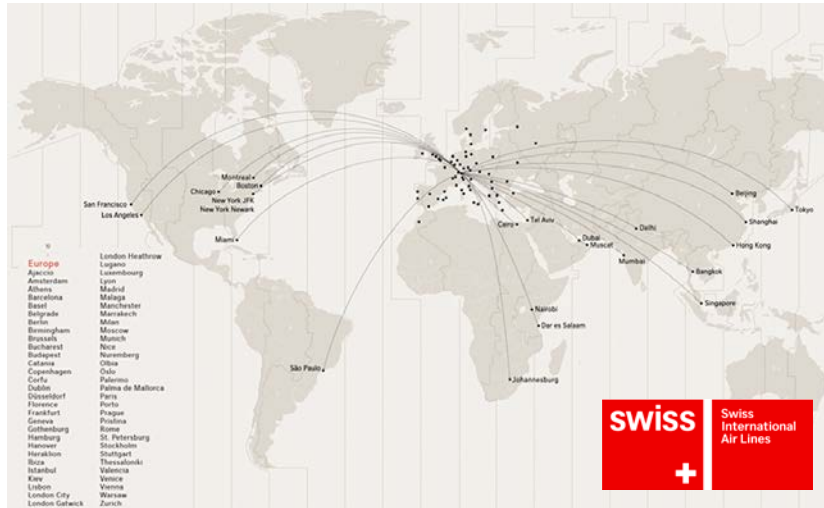 Montreal
Boston
Chicago
New York JFK
New York Newark
San Francisco
Los Angeles
Miami
São Paulo
Cairo
Tel Aviv
Dubai
Muscat
Delhi
Mumbai
Beijing
Tokyo
Shanghai
Hong Kong
Bangkok
Singapore
Nairobi
Dar es Salaam
Johannesburg
Europe
Ajaccio
Amsterdam
Athens
Barcelona
Basel
Belgrade
Berlin
Birmingham
Brussels
Bucharest
Budapest
Catania
Copenhagen
Corfu
Dublin
Düsseldorf
Florence
Frankfurt
Geneva
Gothenburg
Hamburg
Hanover
Heraklion
Ibiza
Istanbul
Kiev
Lisbon
London City
London Gatwick
London Heathrow
Lugano
Luxembourg
Lyon
Madrid
Malaga
Manchester
Marrakech
Milan
Moscow
Munich
Nice
Nuremberg
Olbia
Oslo
Palermo
Palma de Mallorca
Paris
Porto
Prague
Pristina
Rome
St. Petersburg
Stockholm
Stuttgart
Thessaloniki
Valencia
Venice
Vienna
Warsaw
Zurich
swiss
Swiss
International
Air Lines